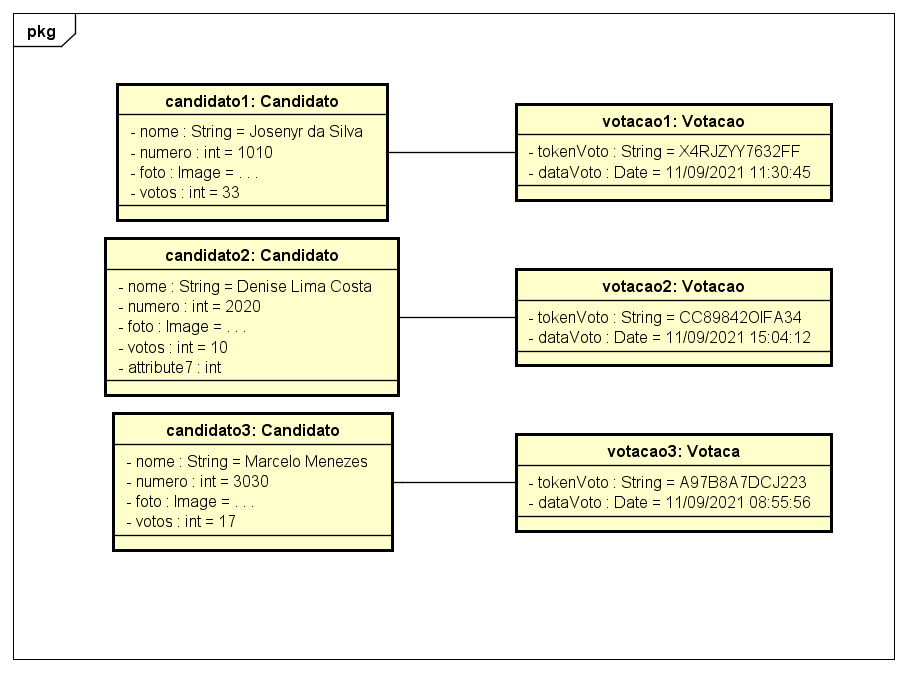 pkg
candidato1: Candidato
- nome : String = Josenyr da Silva
- numero : int = 1010
- foto : Image = . . .
- votos : int = 33
votacao1: Votacao
- tokenVoto : String = X4RJZYY7632FF
- dataVoto : Date = 11/09/2021 11:30:45
candidato2: Candidato
- nome : String = Denise Lima Costa
- numero : int = 2020
- foto : Image = . . .
- votos : int = 10
- attribute7 : int
votacao2: Votacao
- tokenVoto : String = CC89842OIFA34
- dataVoto : Date = 11/09/2021 15:04:12
candidato3: Candidato
- nome : String = Marcelo Menezes
- numero : int = 3030
- foto : Image = . . .
- votos : int = 17
votacao3: Votaca
- tokenVoto : String = A97B8A7DCJ223
- dataVoto : Date = 11/09/2021 08:55:56